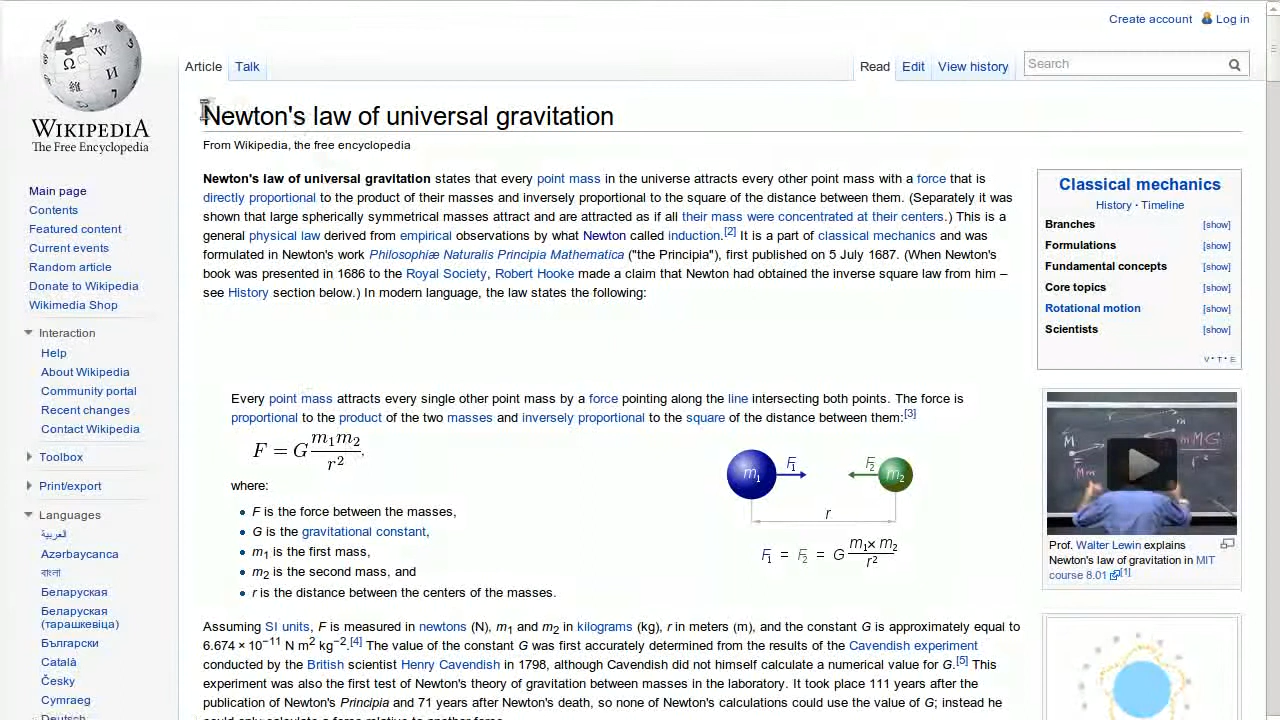 Create account Log in
Article Talk Read Edit View history Search
WIKIPEDIA
The Free Encyclopedia
Main page
Contents
Featured content
Current events
Random article
Donate to Wikipedia
Wikimedia Shop
Interaction
Help
About Wikipedia
Community portal
Recent changes
Contact Wikipedia
Toolbox
Print/export
Languages
العربية
Azərbaycanca
বাংলা
Беларуская
Беларуская
(тарашкевіца)
Български
Català
Česky
Cymraeg
Deutsch
Newton's law of universal gravitation
From Wikipedia, the free encyclopedia
Newton's law of universal gravitation states that every point mass in the universe attracts every other point mass with a force that is
directly proportional to the product of their masses and inversely proportional to the square of the distance between them. (Separately it was
shown that large spherically symmetrical masses attract and are attracted as if all their mass were concentrated at their centers.) This is a
general physical law derived from empirical observations by what Newton called induction.[2] It is a part of classical mechanics and was
formulated in Newton's work Philosophiæ Naturalis Principia Mathematica ("the Principia"), first published on 5 July 1687. (When Newton's
book was presented in 1686 to the Royal Society, Robert Hooke made a claim that Newton had obtained the inverse square law from him –
see History section below.) In modern language, the law states the following:
Every point mass attracts every single other point mass by a force pointing along the line intersecting both points. The force is
proportional to the product of the two masses and inversely proportional to the square of the distance between them:[3]
F = G m1m2 / r2,
where:
F is the force between the masses,
G is the gravitational constant,
m1 is the first mass,
m2 is the second mass, and
r is the distance between the centers of the masses.
m1 F1 F2 m2
r
F1 = F2 = G m1 × m2 / r2
Assuming SI units, F is measured in newtons (N), m1 and m2 in kilograms (kg), r in meters (m), and the constant G is approximately equal to
6.674 × 10−11 N m2 kg−2.[4] The value of the constant G was first accurately determined from the results of the Cavendish experiment
conducted by the British scientist Henry Cavendish in 1798, although Cavendish did not himself calculate a numerical value for G.[5] This
experiment was also the first test of Newton's theory of gravitation between masses in the laboratory. It took place 111 years after the
publication of Newton's Principia and 71 years after Newton's death, so none of Newton's calculations could use the value of G; instead he
could only calculate a force relative to another force.
Classical mechanics
History · Timeline
Branches [show]
Formulations [show]
Fundamental concepts [show]
Core topics [show]
Rotational motion [show]
Scientists [show]
V · T · E
Prof. Walter Lewin explains
Newton's law of gravitation in MIT
course 8.01 [1]